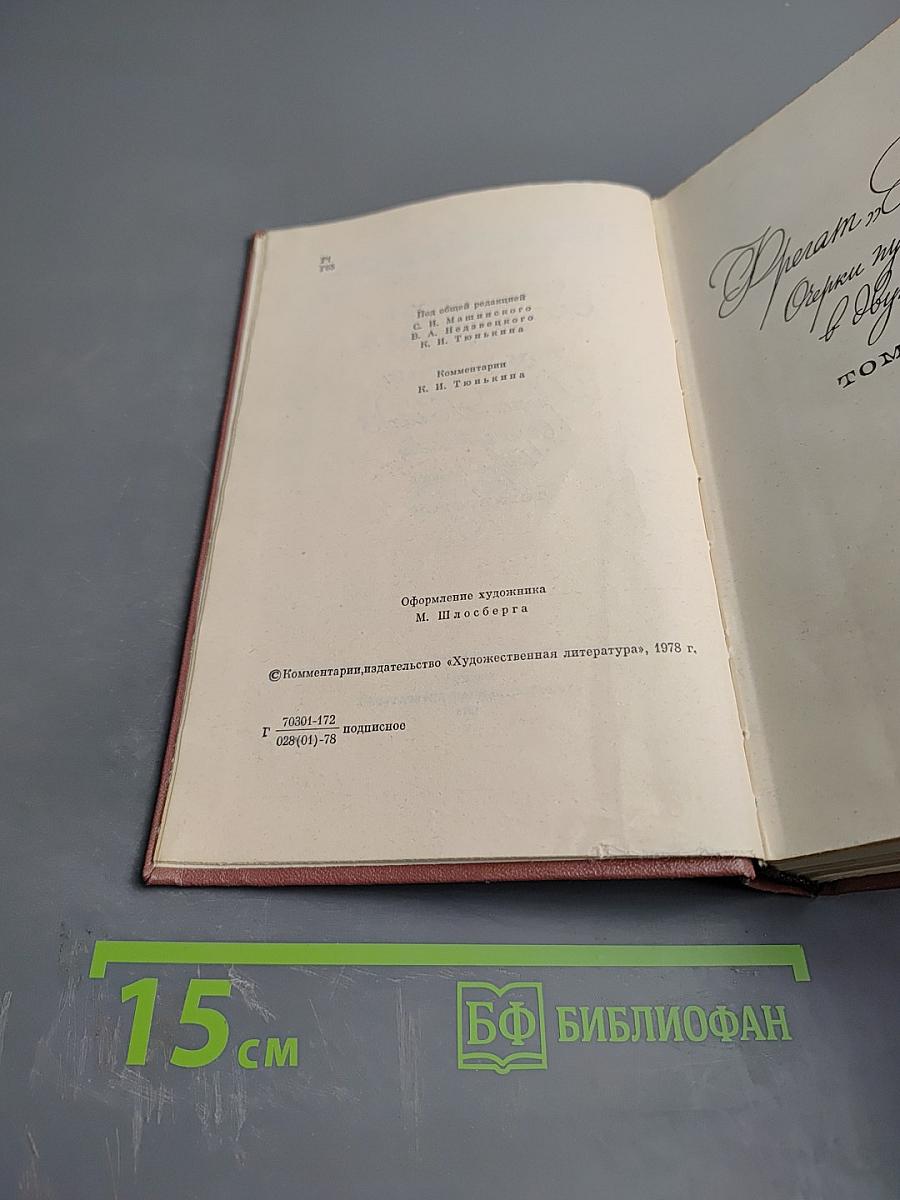 Р1
Г65
Под общей редакцией
С. И. Машинского
В. А. Недзвецкого
К. И. Тюнькина
Комментарии
К. И. Тюнькина
Оформление художника
М. Шлосберга
© Комментарии, издательство «Художественная литература», 1978 г.
Г 70301-172
028(01)-78 подписное
Фрегат „
Очерки
в
ТОМ
15 см
БФ БИБЛИОФАН